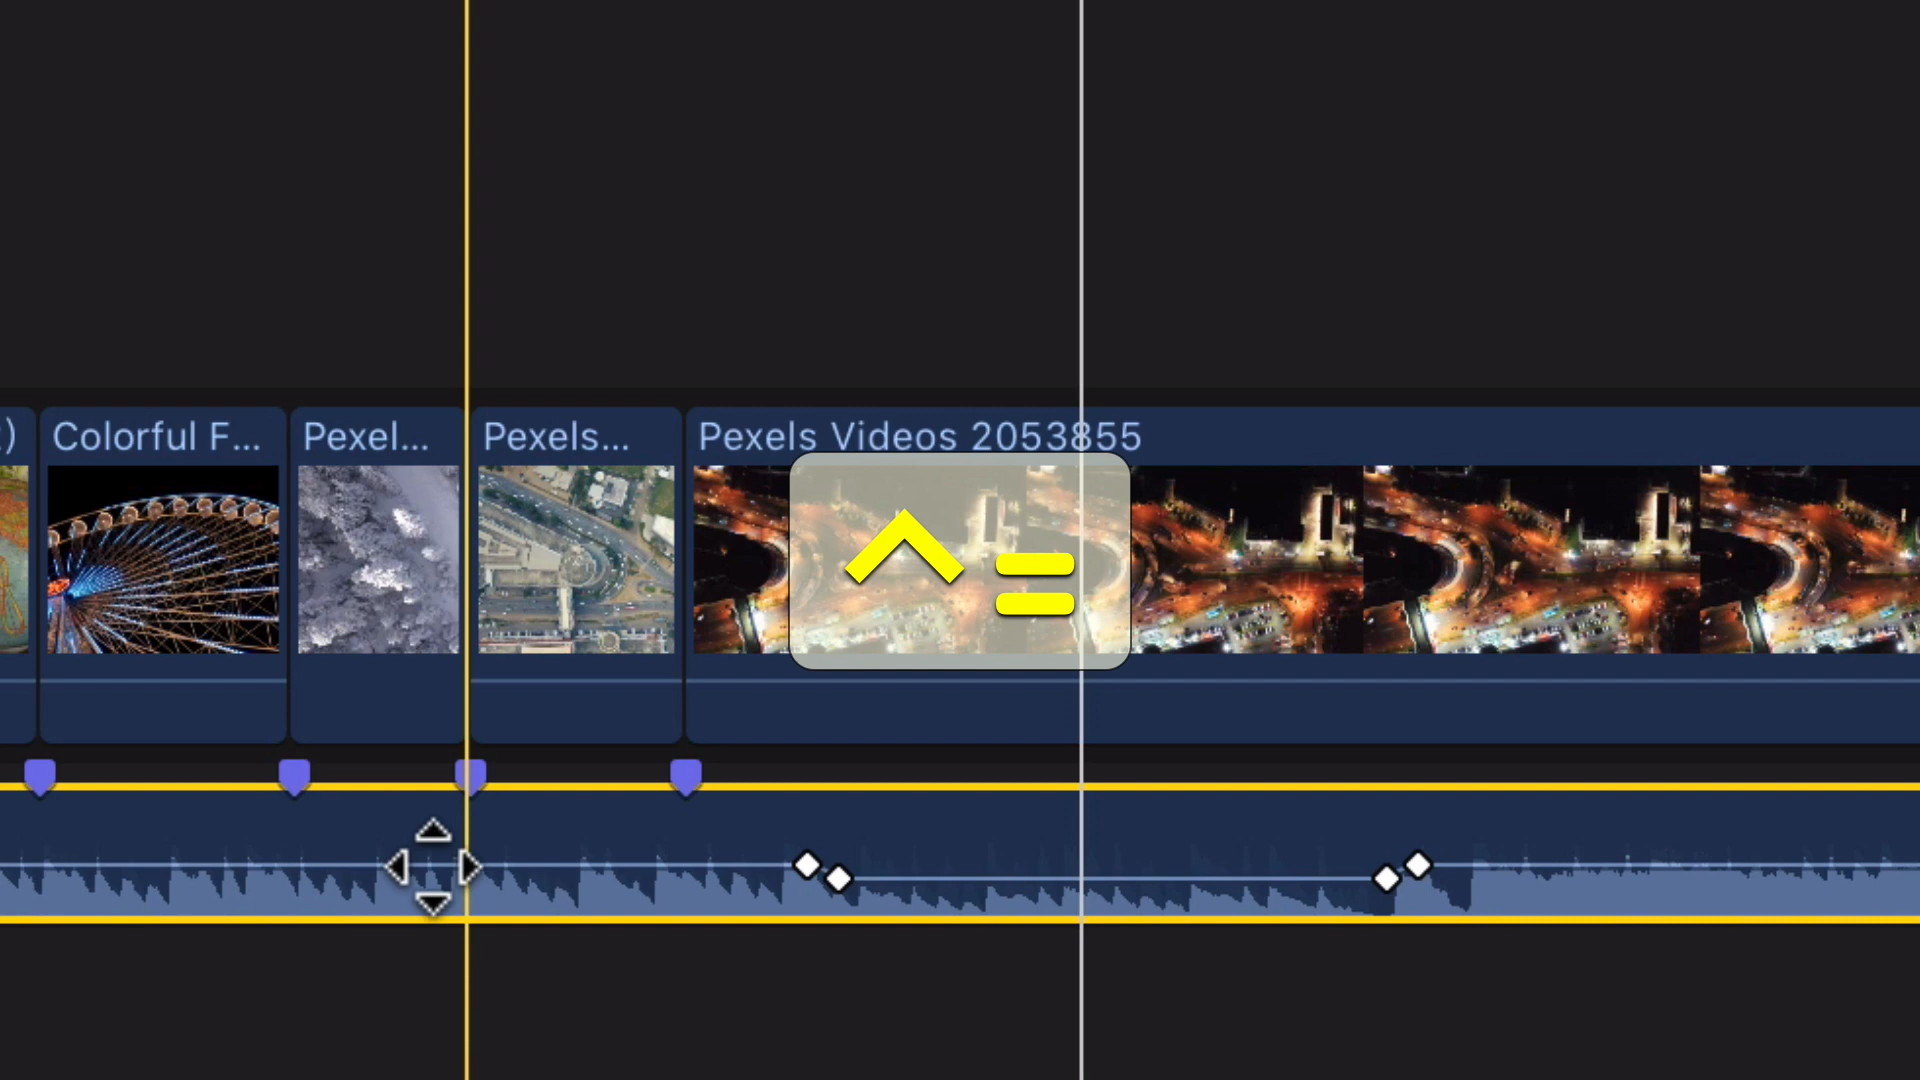 )
Colorful F...
Pexel...
Pexels...
Pexels Videos 2053855
^ =